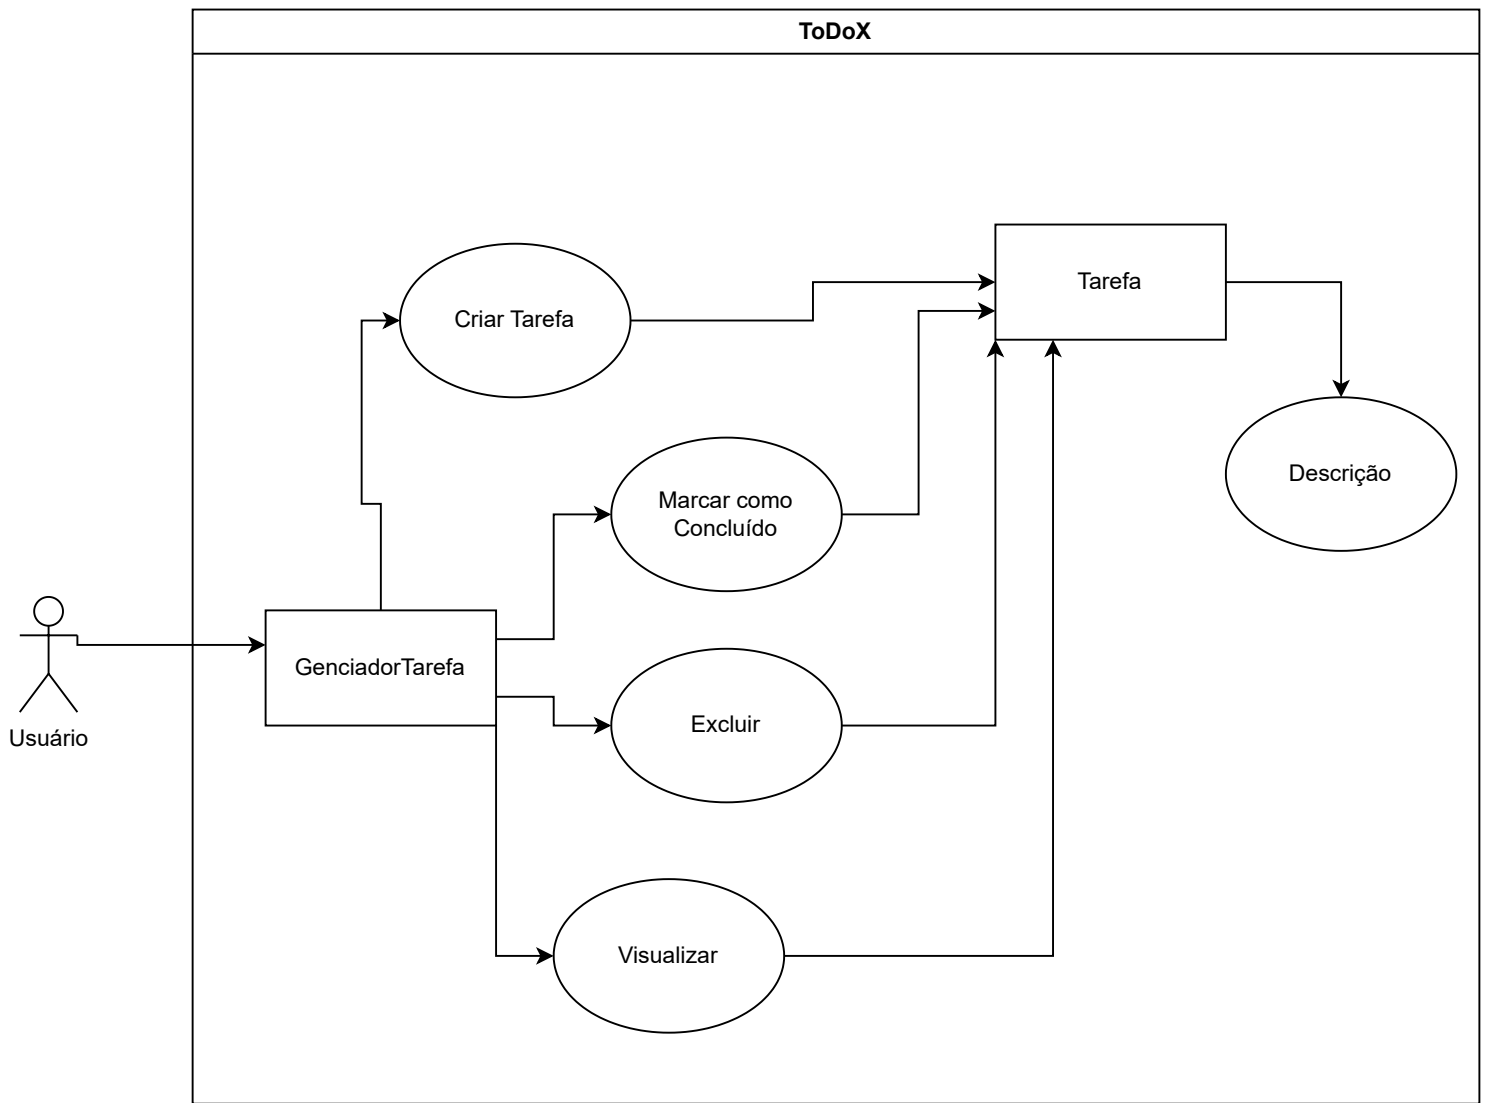 ToDoX
Criar Tarefa
Tarefa
Marcar como
Concluído
Descrição
GenciadorTarefa
Excluir
Usuário
Visualizar